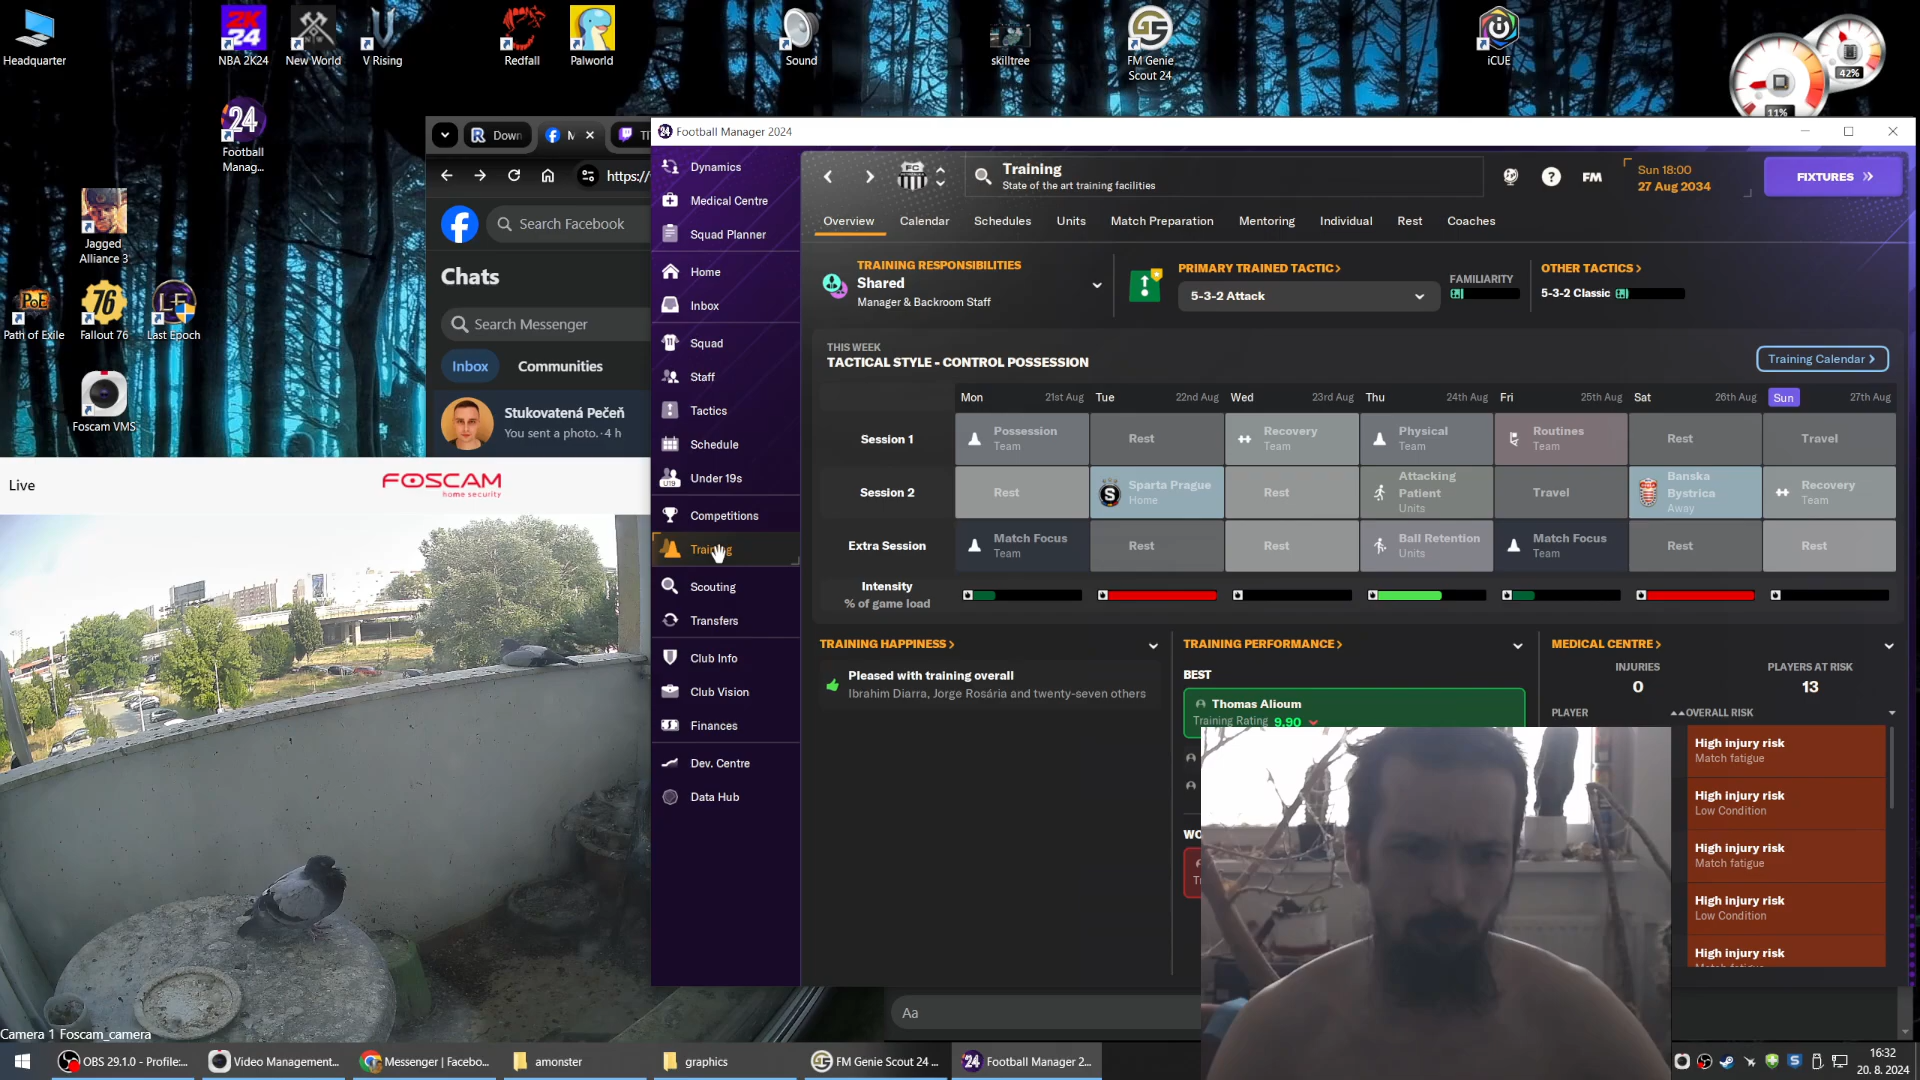 Headquarter
NBA 2K24
New World
V Rising
Redfall
Palworld
Sound
skilltree
FM Genie
Scout 24
iCUE
42%
11%
Football
Manag...
Jagged
Alliance 3
Path of Exile
Fallout 76
Last Epoch
Foscam VMS
Down
https://
Search Facebook
Chats
Search Messenger
Inbox
Communities
Stukovatená Pečeň
You sent a photo. · 4 h
Live
FOSCAM
home security
Camera 1 Foscam_camera
Football Manager 2024
Dynamics
Medical Centre
Squad Planner
Home
Inbox
Squad
Staff
Tactics
Schedule
Under 19s
Competitions
Training
Scouting
Transfers
Club Info
Club Vision
Finances
Dev. Centre
Data Hub
Training
State of the art training facilities
FM
Sun 18:00
27 Aug 2034
FIXTURES
Overview
Calendar
Schedules
Units
Match Preparation
Mentoring
Individual
Rest
Coaches
TRAINING RESPONSIBILITIES
Shared
Manager & Backroom Staff
PRIMARY TRAINED TACTIC >
5-3-2 Attack
FAMILIARITY
OTHER TACTICS >
5-3-2 Classic
THIS WEEK
TACTICAL STYLE - CONTROL POSSESSION
Training Calendar >
Mon 21st Aug Tue 22nd Aug Wed 23rd Aug Thu 24th Aug Fri 25th Aug Sat 26th Aug Sun 27th Aug
Session 1
Possession
Team
Rest
Recovery
Team
Physical
Team
Routines
Team
Rest
Travel
Session 2
Rest
Sparta Prague
Home
Rest
Attacking
Patient
Units
Travel
Banska
Bystrica
Away
Recovery
Team
Extra Session
Match Focus
Team
Rest
Rest
Ball Retention
Units
Match Focus
Team
Rest
Rest
Intensity
% of game load
TRAINING HAPPINESS >
Pleased with training overall
Ibrahim Diarra, Jorge Rosária and twenty-seven others
TRAINING PERFORMANCE >
BEST
Thomas Alioum
Training Rating 9.90
MEDICAL CENTRE >
INJURIES
0
PLAYERS AT RISK
13
PLAYER
OVERALL RISK
High injury risk
Match fatigue
High injury risk
Low Condition
High injury risk
Match fatigue
High injury risk
Low Condition
High injury risk
Aa
OBS 29.1.0 - Profile:...
Video Management...
Messenger | Facebo...
amonster
graphics
FM Genie Scout 24 ...
Football Manager 2...
16:32
20. 8. 2024